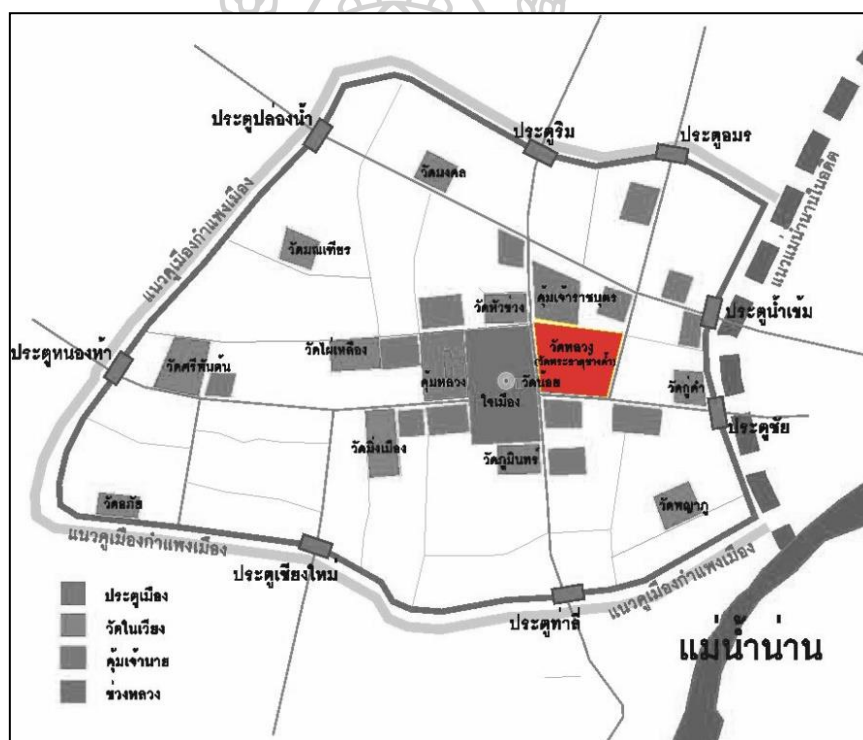 ประตูปล่องน้ำ
ประตูริม
ประตูอมร
แนวแม่น้ำน่านในอดีต
แนวคูเมืองกำแพงเมือง
วัดมงคล
วัดมณเฑียร
วัดหัวข่วง
คุ้มเจ้าราชบุตร
ประตูน้ำเข้ม
ประตูหนองห้า
วัดศรีพันต้น
วัดไผ่เหลือง
คุ้มหลวง
ใจเมือง
วัดน้อย
วัดหลวง
(วัดพระธาตุช้างค้ำ)
วัดกู่คำ
ประตูชัย
วัดมิ่งเมือง
วัดภูมินทร์
วัดพญาภู
วัดอภัย
แนวคูเมืองกำแพงเมือง
ประตูเชียงใหม่
ประตูท่าลี่
แนวคูเมืองกำแพงเมือง
แม่น้ำน่าน
ประตูเมือง
วัดในเวียง
คุ้มเจ้านาย
ข่วงหลวง